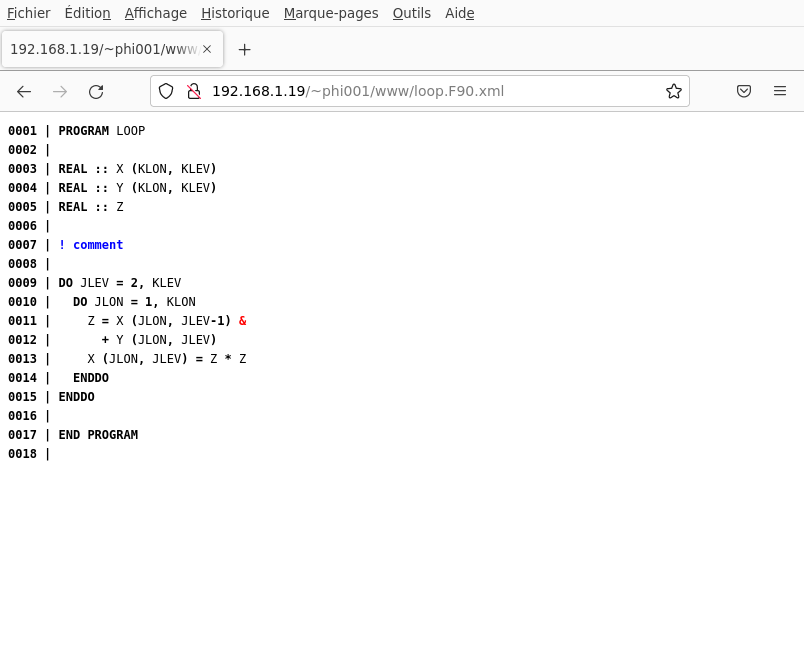 Fichier Édition Affichage Historique Marque-pages Outils Aide
192.168.1.19/~phi001/www
192.168.1.19/~phi001/www/loop.F90.xml
0001 | PROGRAM LOOP
0002 |
0003 | REAL :: X (KLON, KLEV)
0004 | REAL :: Y (KLON, KLEV)
0005 | REAL :: Z
0006 |
0007 | ! comment
0008 |
0009 | DO JLEV = 2, KLEV
0010 |   DO JLON = 1, KLON
0011 |     Z = X (JLON, JLEV-1) &
0012 |       + Y (JLON, JLEV)
0013 |     X (JLON, JLEV) = Z * Z
0014 |   ENDDO
0015 | ENDDO
0016 |
0017 | END PROGRAM
0018 |